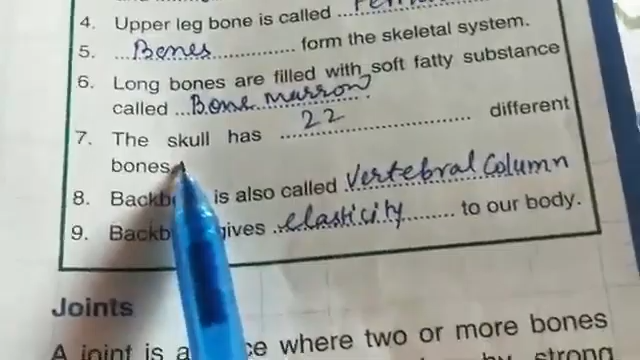 4. Upper leg bone is called
5. Bones form the skeletal system.
6. Long bones are filled with soft fatty substance
called Bone marrow.
7. The skull has 22 different
bones.
8. is also called Vertebral Column
9. gives elasticity to our body.
Joints
A joint is a where two or more bones
strong